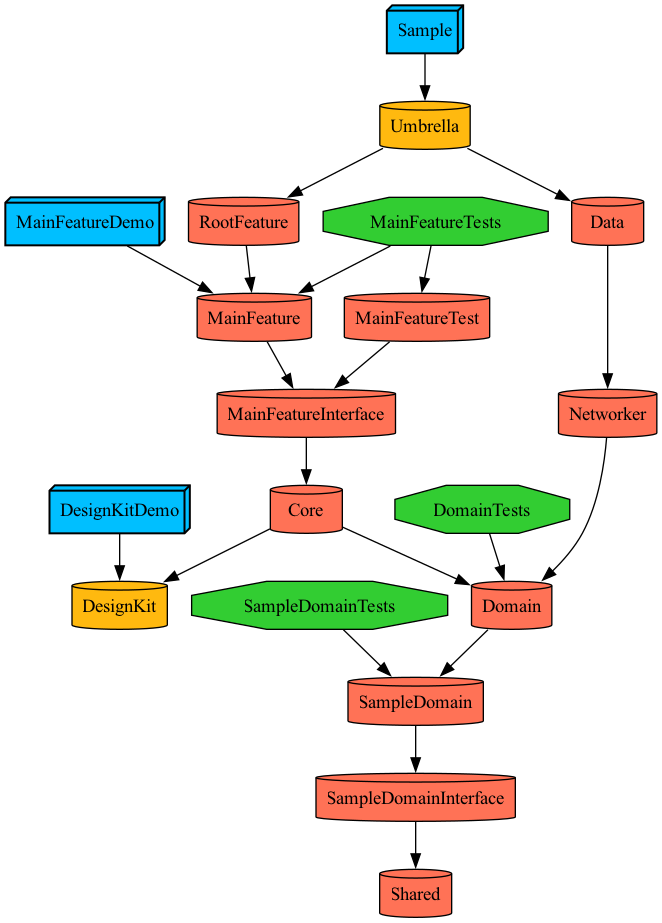 Sample
Umbrella
MainFeatureDemo
RootFeature
MainFeatureTests
Data
MainFeature
MainFeatureTest
MainFeatureInterface
Networker
DesignKitDemo
Core
DomainTests
DesignKit
SampleDomainTests
Domain
SampleDomain
SampleDomainInterface
Shared